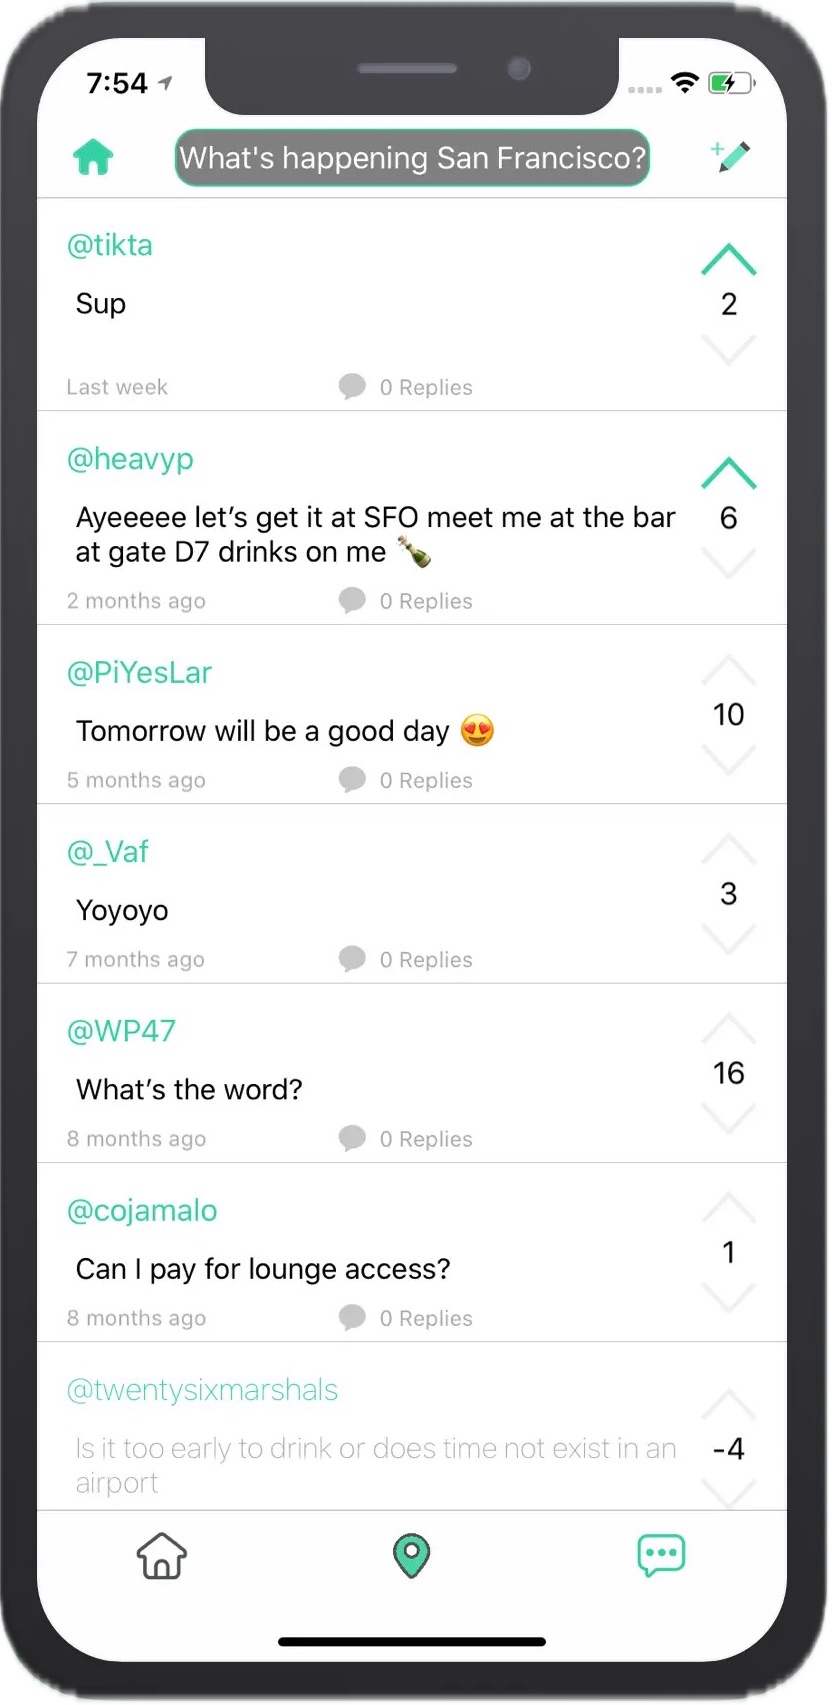 7:54
What's happening San Francisco?
@tikta
Sup
2
Last week
0 Replies
@heavyp
Ayeeeee let’s get it at SFO meet me at the bar
at gate D7 drinks on me 🍾
6
2 months ago
0 Replies
@PiYesLar
Tomorrow will be a good day 😍
10
5 months ago
0 Replies
@_Vaf
Yoyoyo
3
7 months ago
0 Replies
@WP47
What’s the word?
16
8 months ago
0 Replies
@cojamalo
Can I pay for lounge access?
1
8 months ago
0 Replies
@twentysixmarshals
Is it too early to drink or does time not exist in an
airport
-4